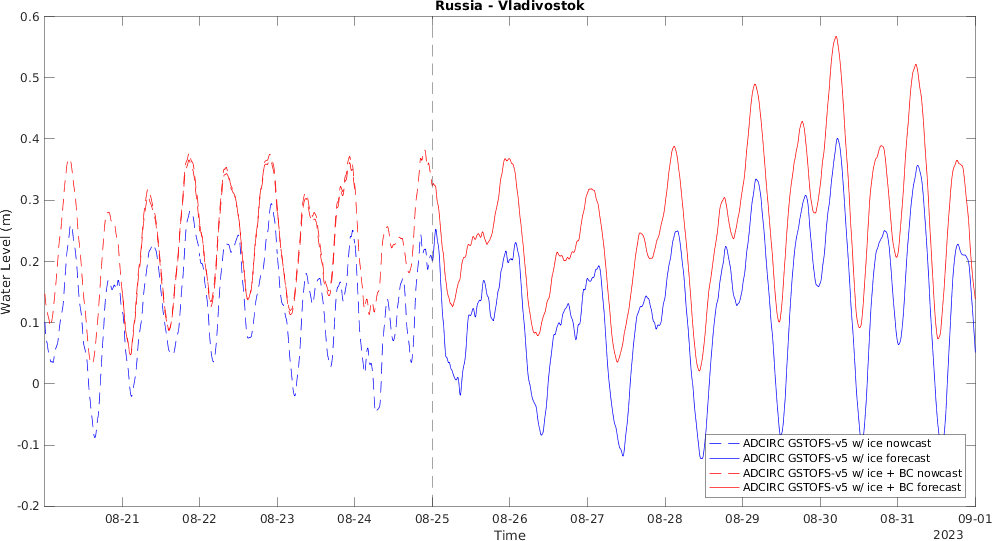 Russia - Vladivostok
0.6
0.5
0.4
0.3
0.2
0.1
0
-0.1
-0.2
Water Level (m)
ADCIRC GSTOFS-v5 w/ ice nowcast
ADCIRC GSTOFS-v5 w/ ice forecast
ADCIRC GSTOFS-v5 w/ ice + BC nowcast
ADCIRC GSTOFS-v5 w/ ice + BC forecast
08-21 08-22 08-23 08-24 08-25 08-26 08-27 08-28 08-29 08-30 08-31 09-01
Time
2023